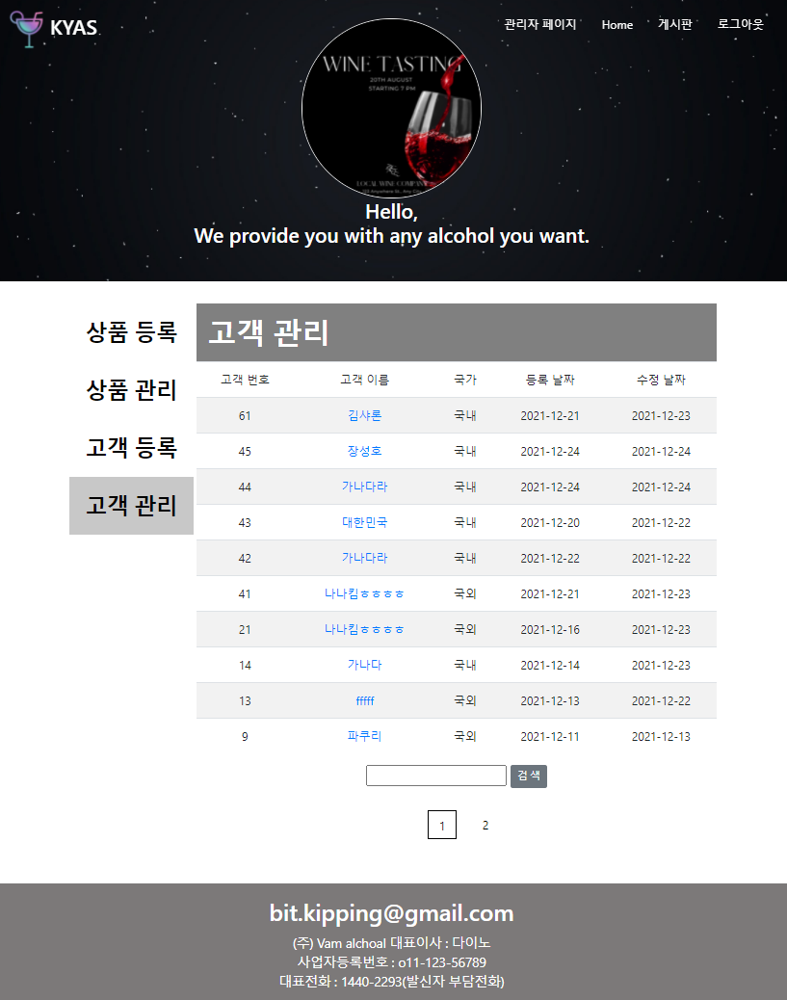 KYAS
관리자 페이지 Home 게시판 로그아웃
WINE TASTING
20TH AUGUST
STARTING 7 PM
LOCAL WINE COMPANY
Hello,
We provide you with any alcohol you want.
상품 등록
상품 관리
고객 등록
고객 관리
고객 관리
고객 번호 고객 이름 국가 등록 날짜 수정 날짜
61 김샤론 국내 2021-12-21 2021-12-23
45 장성호 국내 2021-12-24 2021-12-24
44 가나다라 국내 2021-12-24 2021-12-24
43 대한민국 국내 2021-12-20 2021-12-22
42 가나다라 국내 2021-12-22 2021-12-22
41 나나킴ㅎㅎㅎㅎ 국외 2021-12-21 2021-12-23
21 나나킴ㅎㅎㅎㅎ 국외 2021-12-16 2021-12-23
14 가나다 국내 2021-12-14 2021-12-23
13 fffff 국외 2021-12-13 2021-12-22
9 파쿠리 국외 2021-12-11 2021-12-13
검색
1 2
bit.kipping@gmail.com
(주) Vam alchoal 대표이사 : 다이노
사업자등록번호 : o11-123-56789
대표전화 : 1440-2293(발신자 부담전화)